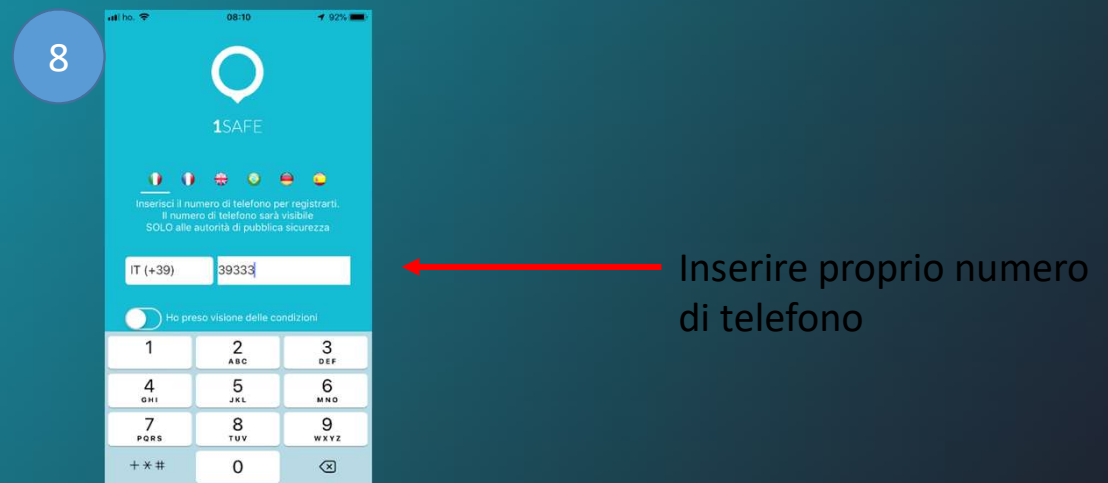 8
ho. 08:10 92%
1SAFE
Inserisci il numero di telefono per registrarti.
Il numero di telefono sarà visibile
SOLO alle autorità di pubblica sicurezza
IT (+39) 39333
Ho preso visione delle condizioni
Inserire proprio numero
di telefono
1 2 3
ABC DEF
4 5 6
GHI JKL MNO
7 8 9
PQRS TUV WXYZ
+*# 0